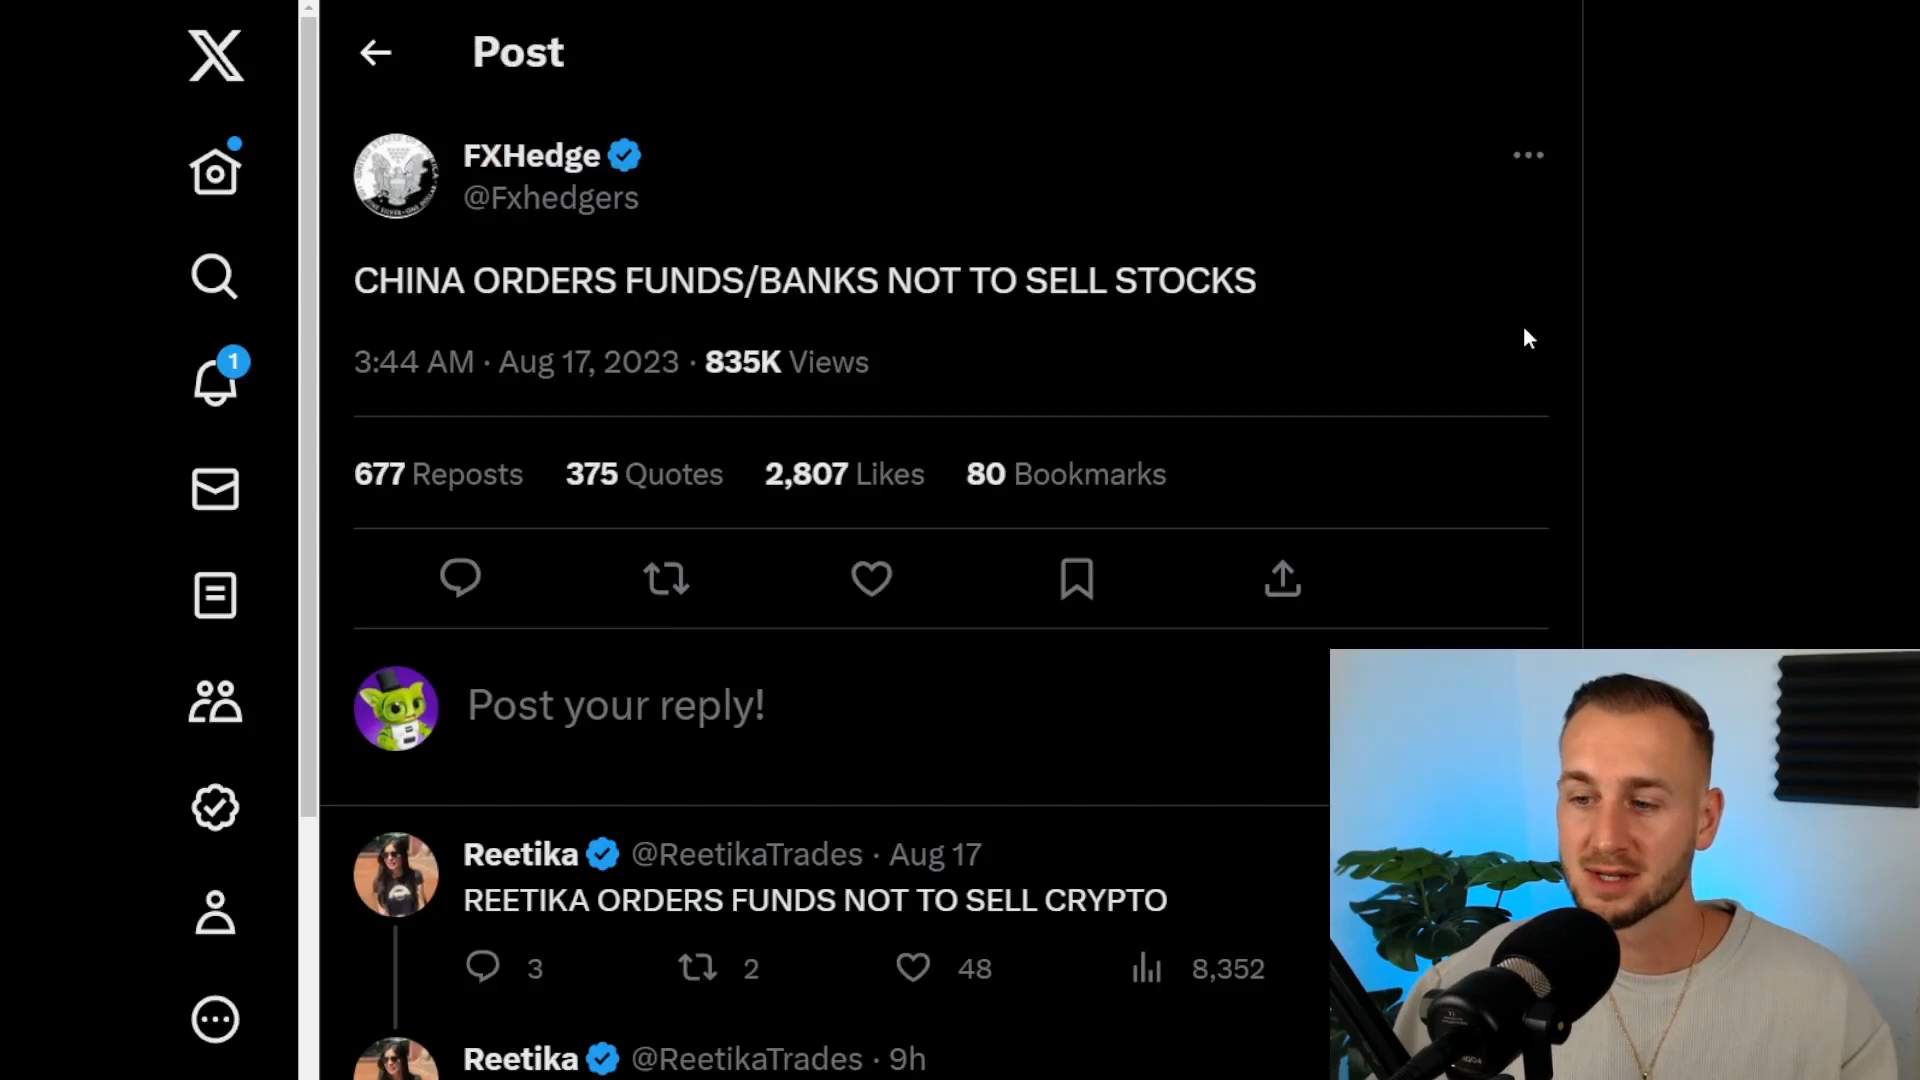 Post
FXHedge
@Fxhedgers
CHINA ORDERS FUNDS/BANKS NOT TO SELL STOCKS
3:44 AM · Aug 17, 2023 · 835K Views
1
677 Reposts 375 Quotes 2,807 Likes 80 Bookmarks
Post your reply!
Reetika @ReetikaTrades · Aug 17
REETIKA ORDERS FUNDS NOT TO SELL CRYPTO
3 2 48 8,352
Reetika @ReetikaTrades · 9h